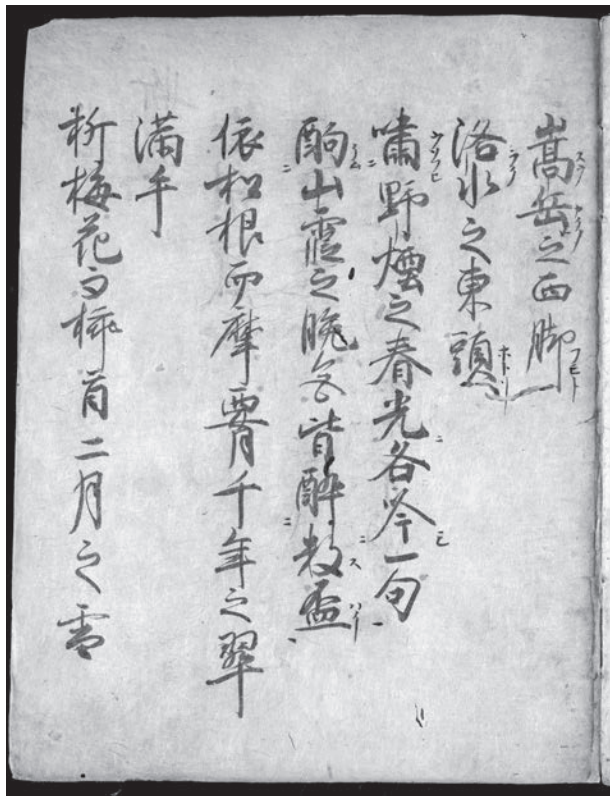 嵩岳之西脚
洛水之東頭
嘯野煙之春光各吟一句
酌山霞之晩色皆酔数盃
依松根而摩腰千年之翠
満手
折梅花而挿首二月之雪